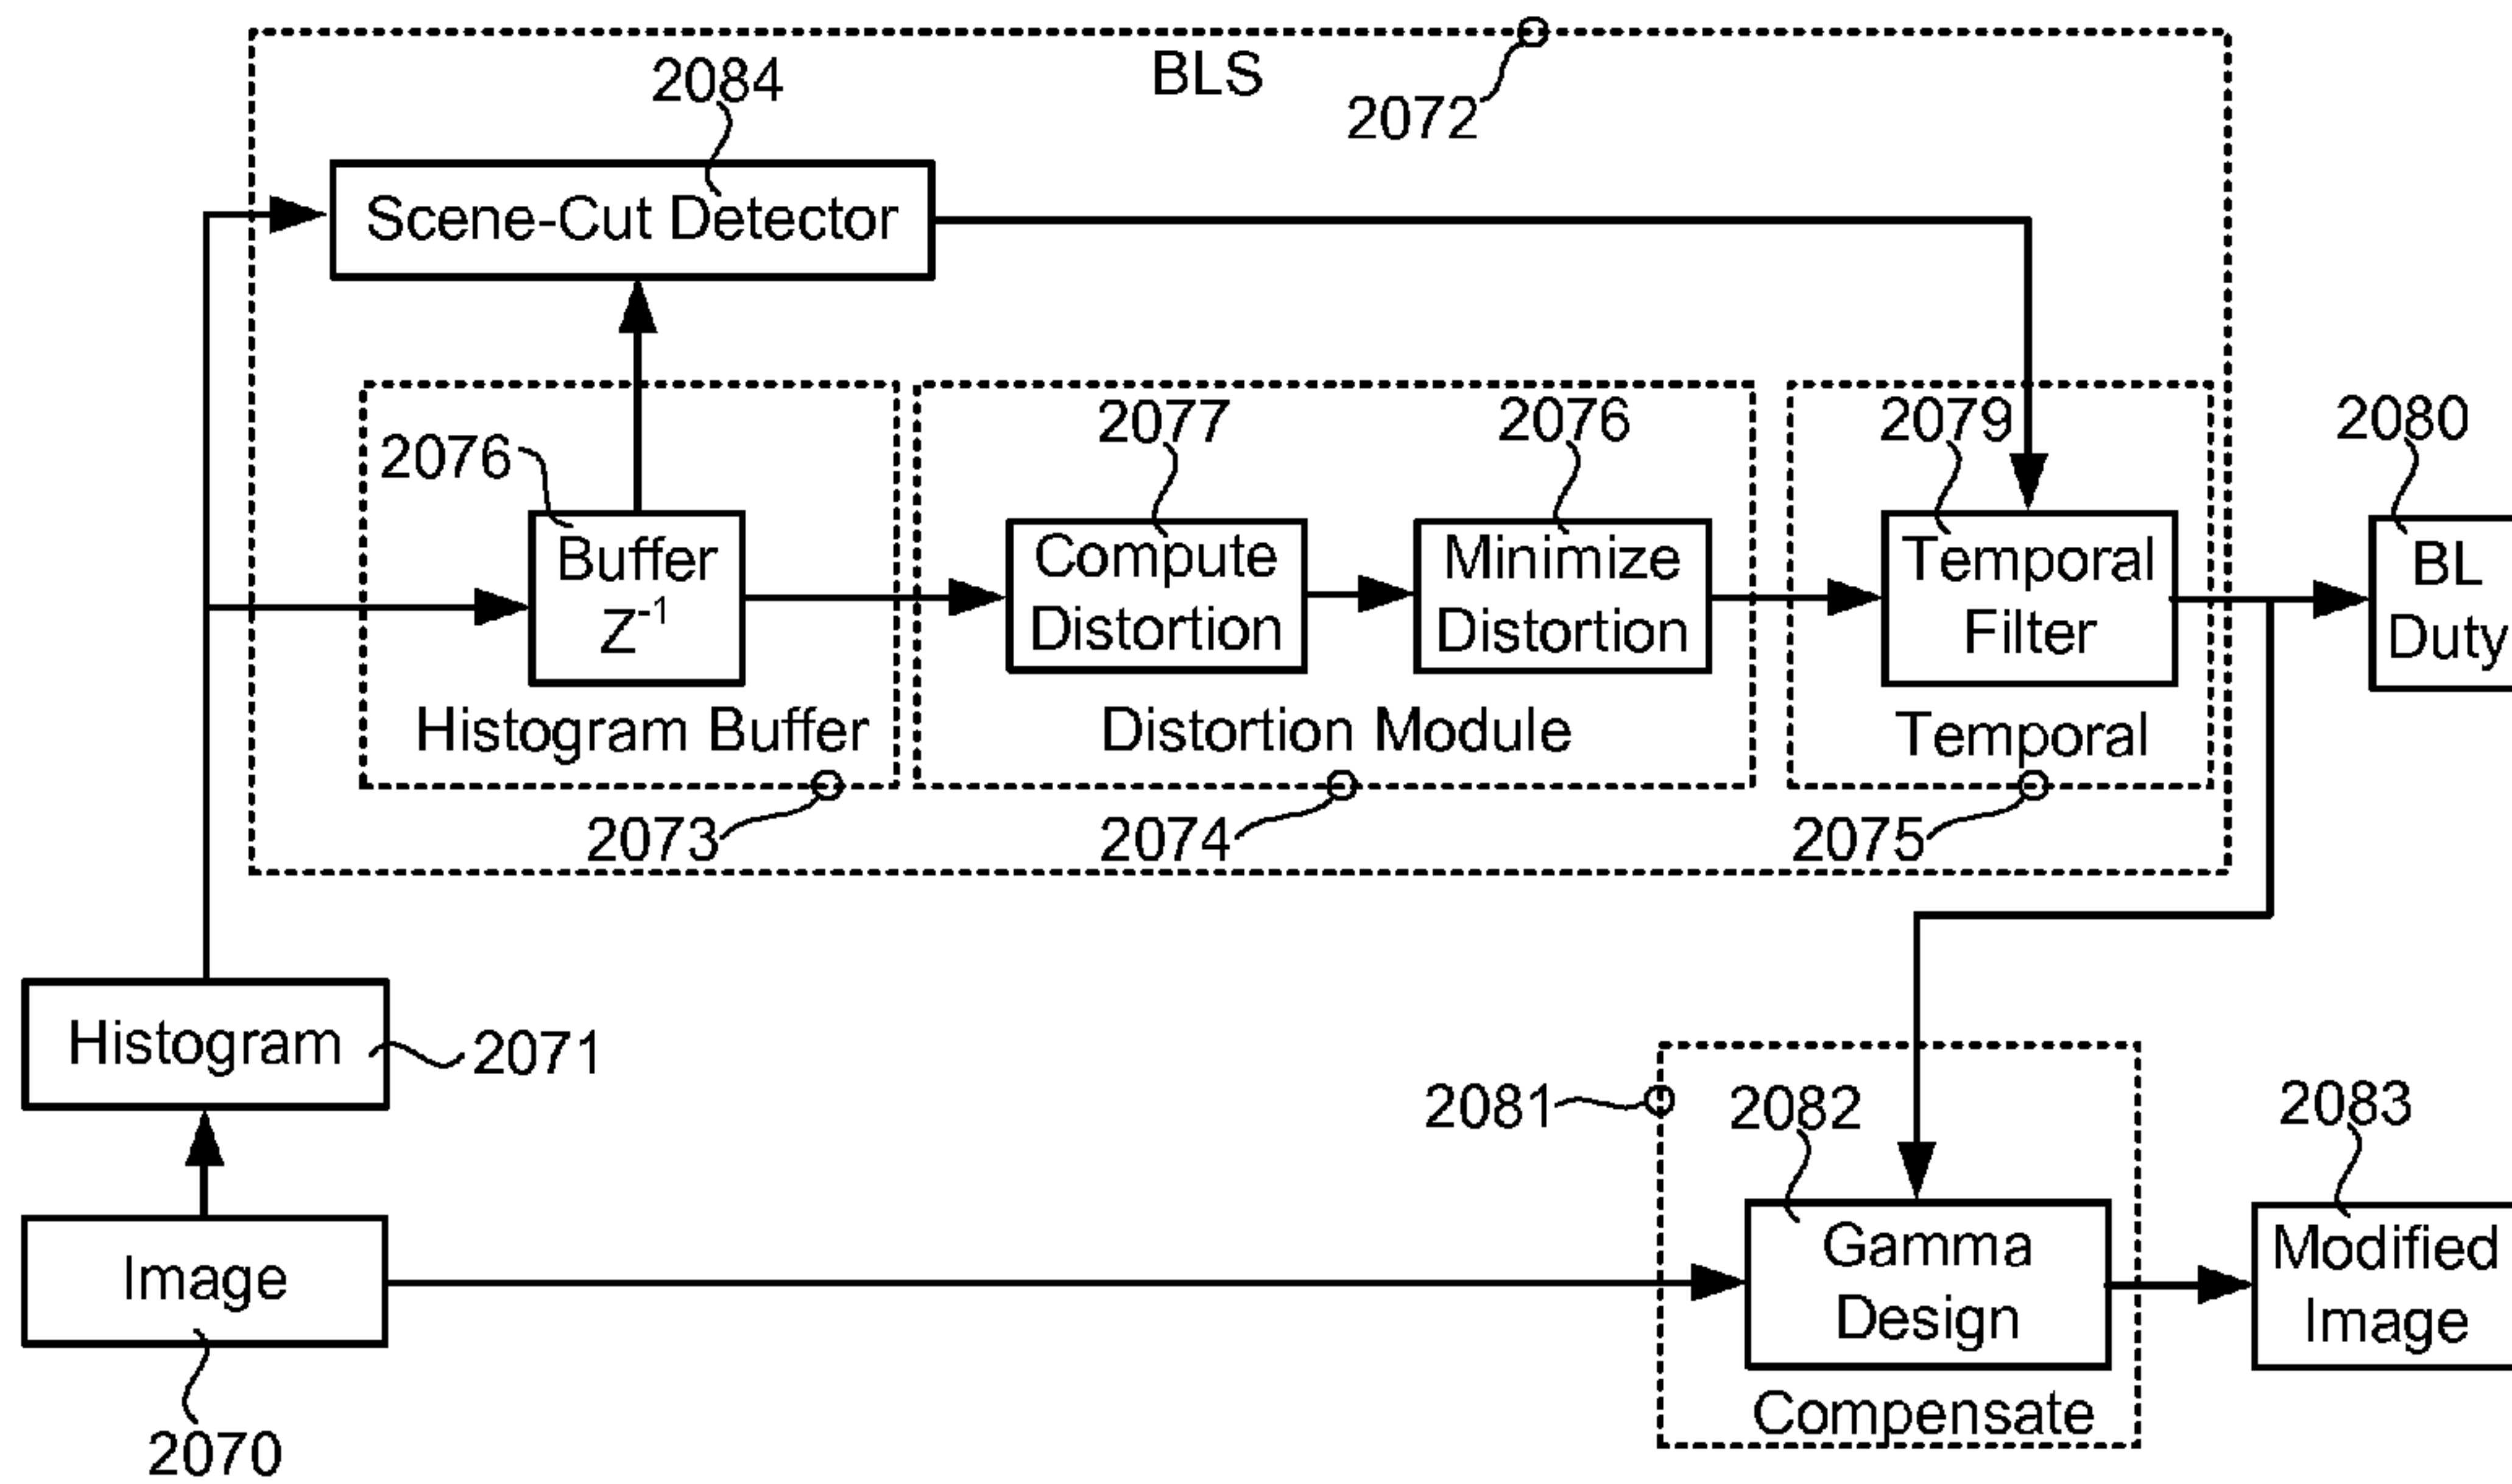 BLS
2072
2084
Scene-Cut Detector
2076
Buffer
Z-1
Histogram Buffer
2073
2077
Compute
Distortion
2076
Minimize
Distortion
Distortion Module
2074
2079
Temporal
Filter
Temporal
2075
2080
BL
Duty
Histogram
2071
Image
2070
2081
2082
Gamma
Design
Compensate
2083
Modified
Image